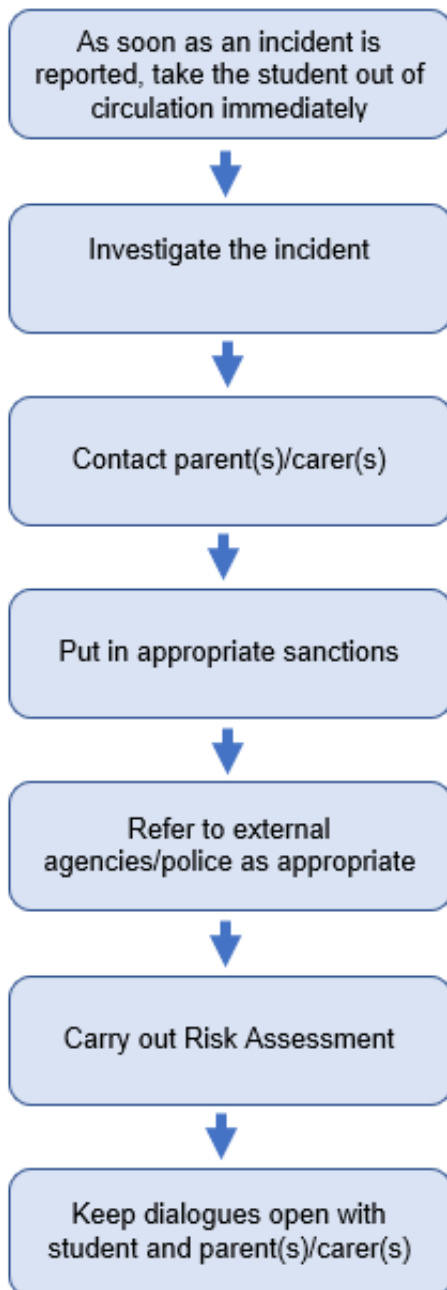 As soon as an incident is
reported, take the student out of
circulation immediately
Investigate the incident
Contact parent(s)/carer(s)
Put in appropriate sanctions
Refer to external
agencies/police as appropriate
Carry out Risk Assessment
Keep dialogues open with
student and parent(s)/carer(s)